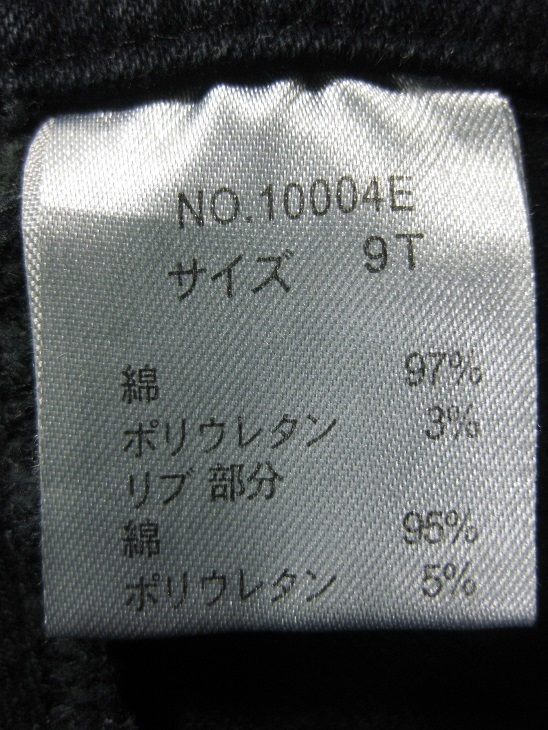 NO.10004E
サイズ 9T
綿 97%
ポリウレタン 3%
リブ 部分
綿 95%
ポリウレタン 5%